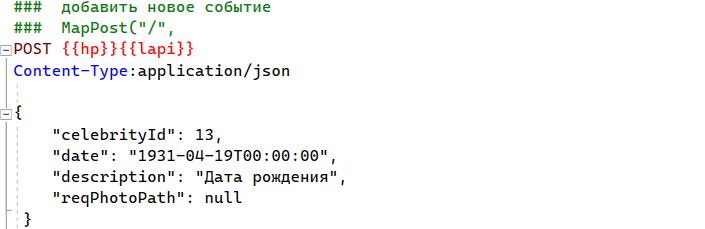 ###  добавить новое событие
###  MapPost("/",
POST {{hp}}{{lapi}}
Content-Type:application/json
{
    "celebrityId": 13,
    "date": "1931-04-19T00:00:00",
    "description": "Дата рождения",
    "reqPhotoPath": null
}